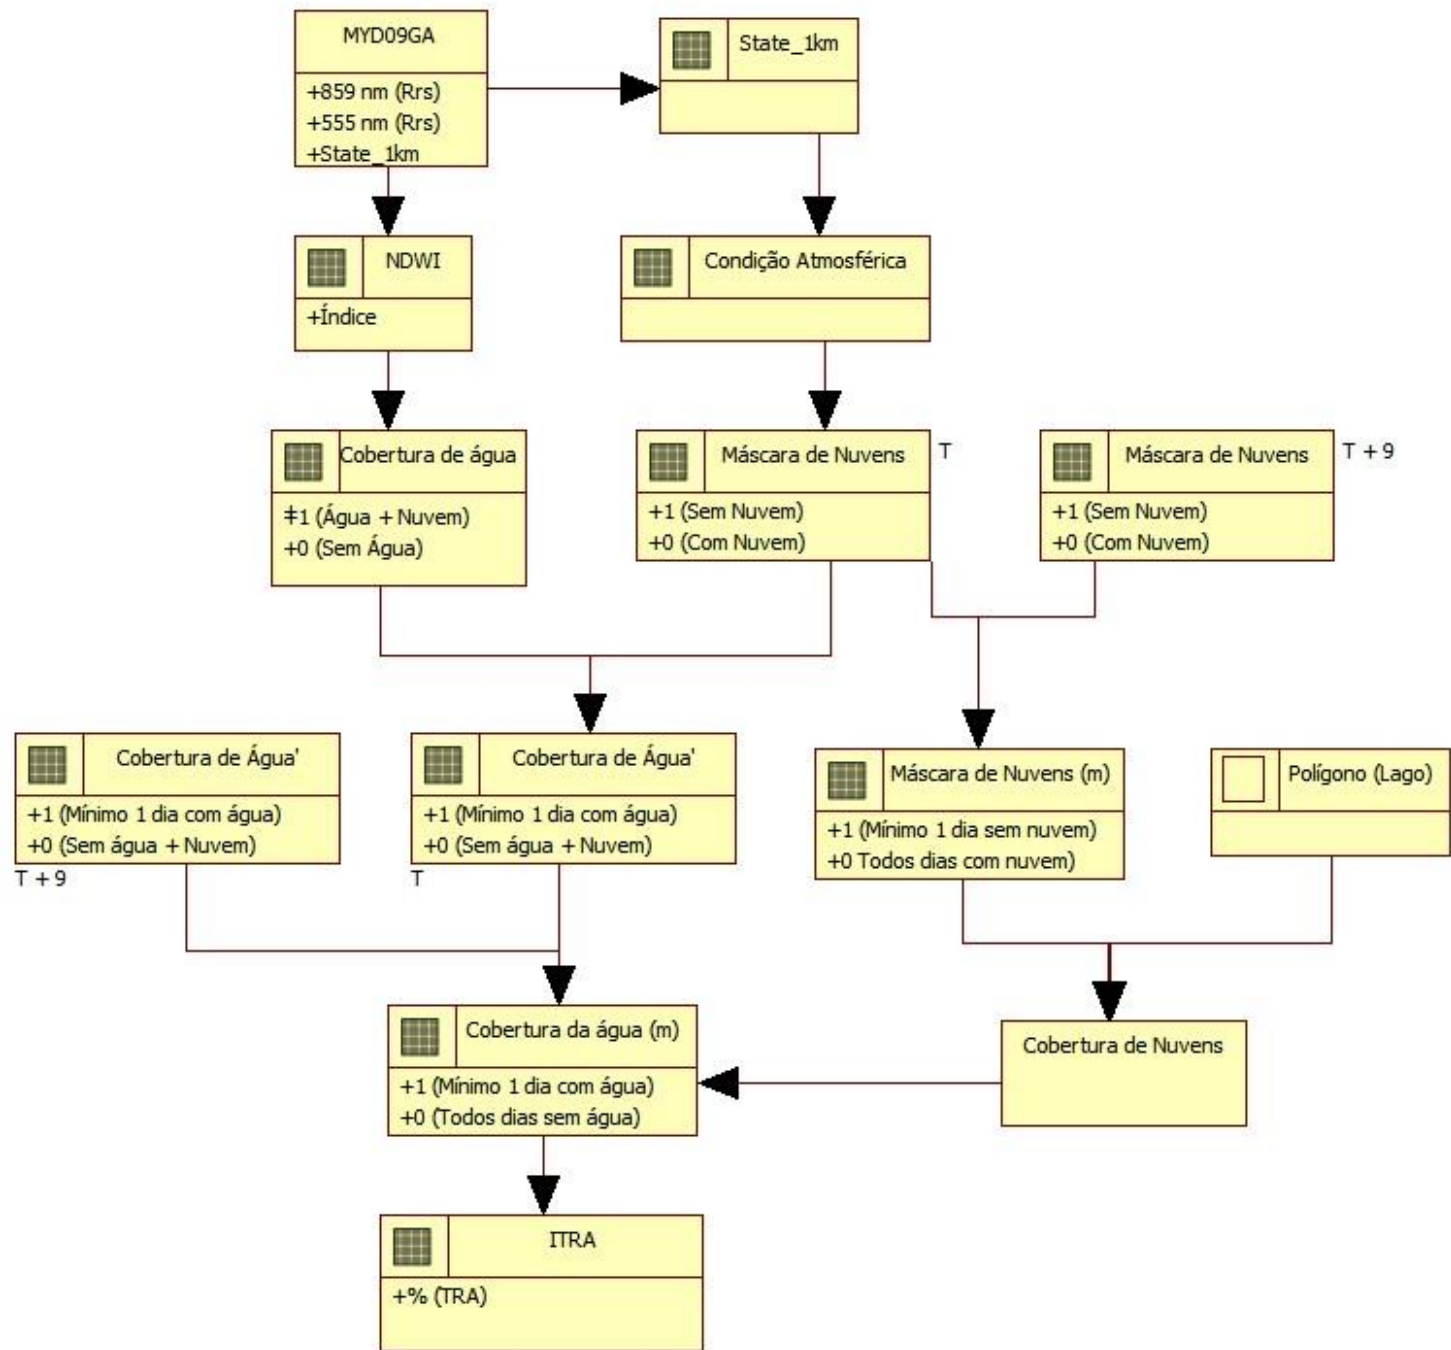 MYD09GA
+859 nm (Rrs)
+555 nm (Rrs)
+State_1km
State_1km
NDWI
+Índice
Condição Atmosférica
Cobertura de água
+1 (Água + Nuvem)
+0 (Sem Água)
Máscara de Nuvens
T
+1 (Sem Nuvem)
+0 (Com Nuvem)
Máscara de Nuvens
T + 9
+1 (Sem Nuvem)
+0 (Com Nuvem)
Cobertura de Água'
+1 (Mínimo 1 dia com água)
+0 (Sem água + Nuvem)
T + 9
Cobertura de Água'
+1 (Mínimo 1 dia com água)
+0 (Sem água + Nuvem)
T
Máscara de Nuvens (m)
+1 (Mínimo 1 dia sem nuvem)
+0 Todos dias com nuvem)
Polígono (Lago)
Cobertura da água (m)
+1 (Mínimo 1 dia com água)
+0 (Todos dias sem água)
Cobertura de Nuvens
ITRA
+% (TRA)